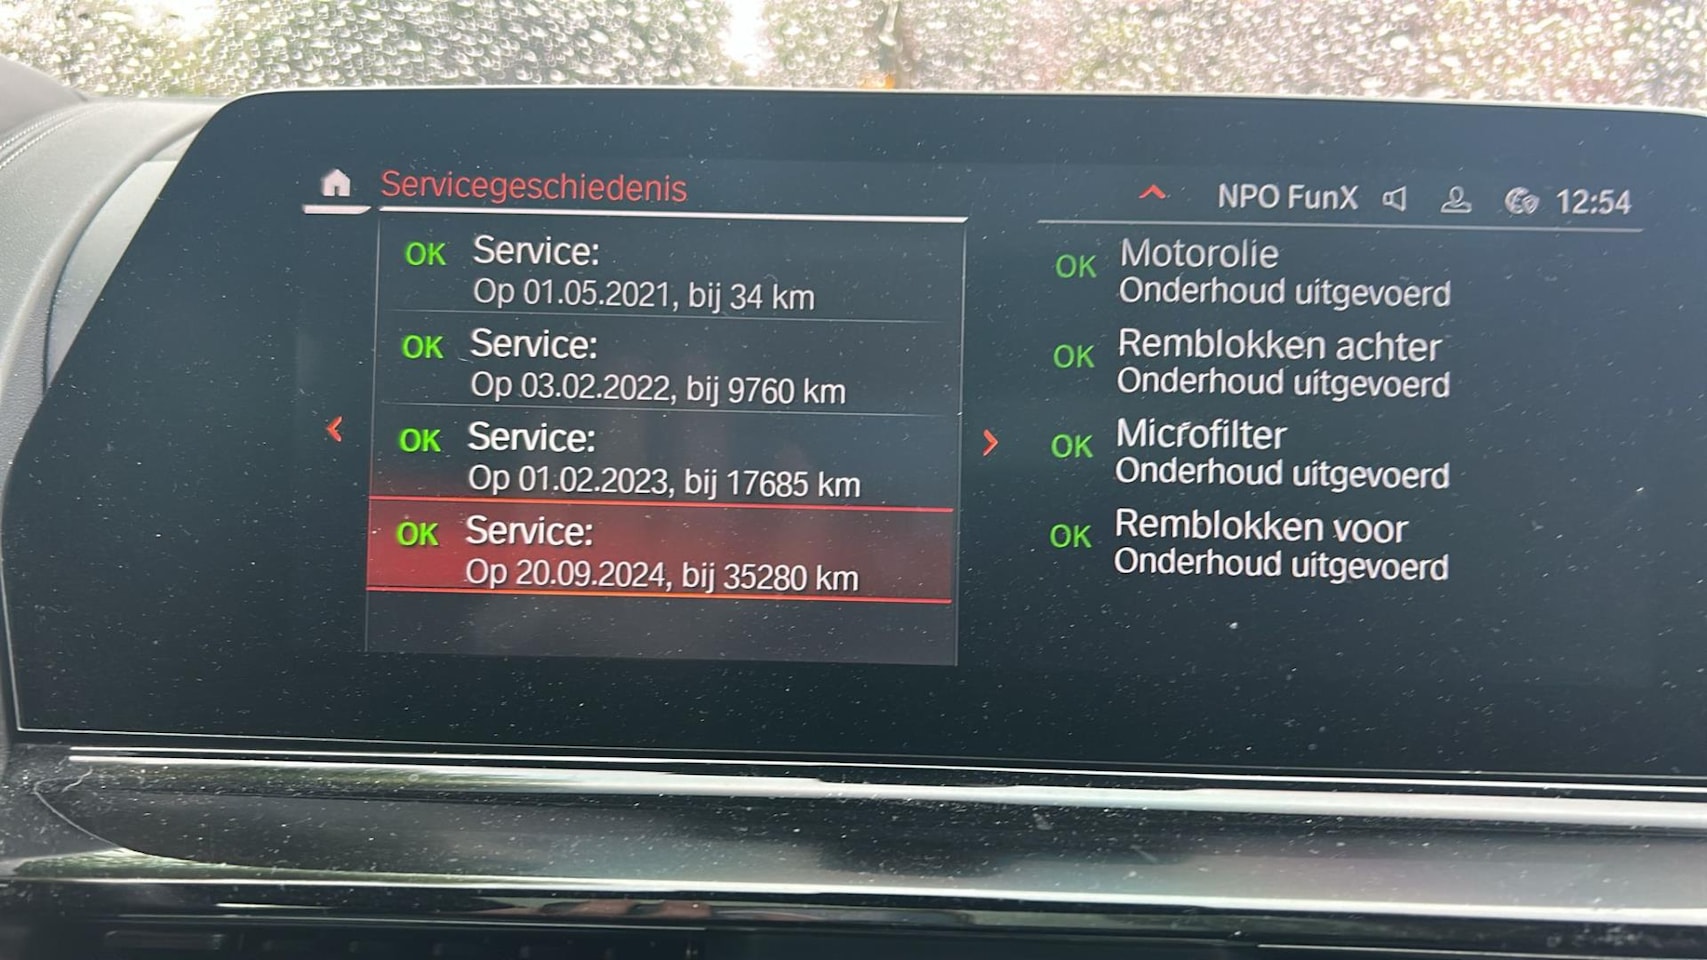 Servicegeschiedenis
NPO FunX
12:54
OK Service:
Op 01.05.2021, bij 34 km
OK Service:
Op 03.02.2022, bij 9760 km
OK Service:
Op 01.02.2023, bij 17685 km
OK Service:
Op 20.09.2024, bij 35280 km
OK Motorolie
Onderhoud uitgevoerd
OK Remblokken achter
Onderhoud uitgevoerd
OK Microfilter
Onderhoud uitgevoerd
OK Remblokken voor
Onderhoud uitgevoerd